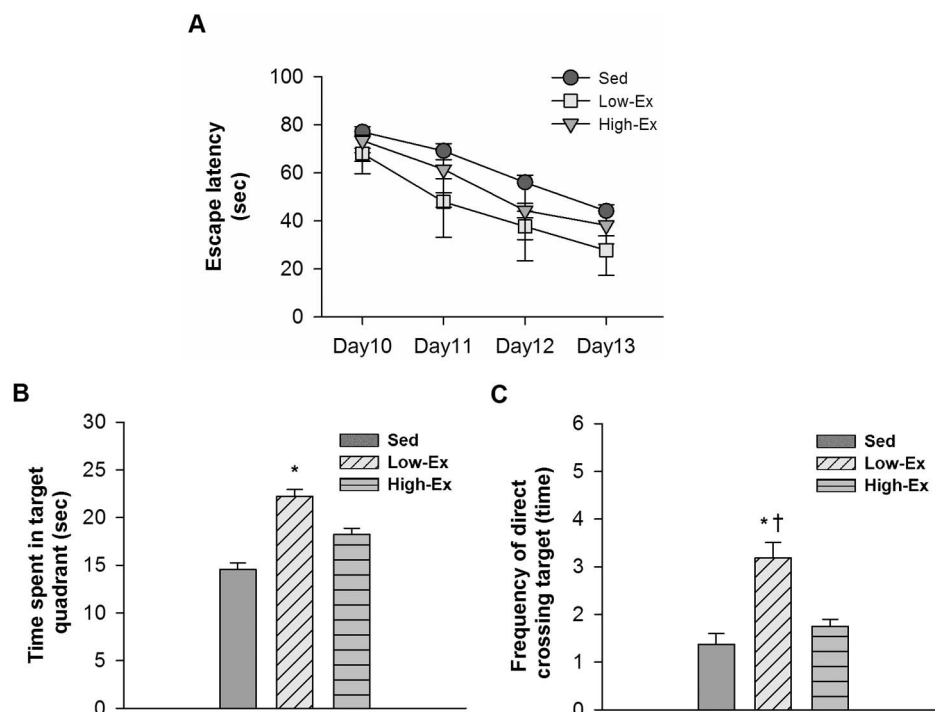 A
100
80
60
40
20
0
Escape latency
(sec)
Sed
Low-Ex
High-Ex
Day10 Day11 Day12 Day13
B
30
25
20
15
10
5
0
Time spent in target
quadrant (sec)
*
Sed
Low-Ex
High-Ex
C
6
5
4
3
2
1
0
Frequency of direct
crossing target (time)
* †
Sed
Low-Ex
High-Ex